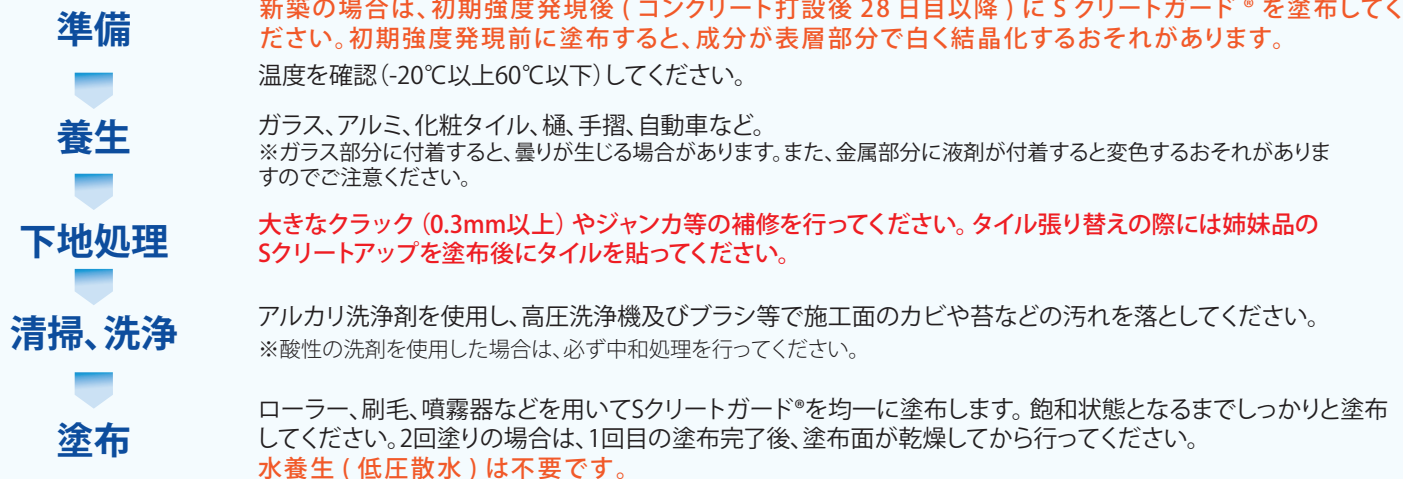 準備
新築の場合は、初期強度発現後 ( コンクリート打設後 28 日目以降 ) に S クリートガード ® を塗布してく
ださい。初期強度発現前に塗布すると、成分が表層部分で白く結晶化するおそれがあります。
温度を確認(-20℃以上60℃以下)してください。
養生
ガラス、アルミ、化粧タイル、樋、手摺、自動車など。
※ガラス部分に付着すると、曇りが生じる場合があります。また、金属部分に液剤が付着すると変色するおそれがありま
すのでご注意ください。
下地処理
大きなクラック (0.3mm以上) やジャンカ等の補修を行ってください。タイル張り替えの際には姉妹品の
Sクリートアップを塗布後にタイルを貼ってください。
清掃、洗浄
アルカリ洗浄剤を使用し、高圧洗浄機及びブラシ等で施工面のカビや苔などの汚れを落としてください。
※酸性の洗剤を使用した場合は、必ず中和処理を行ってください。
塗布
ローラー、刷毛、噴霧器などを用いてSクリートガード®を均一に塗布します。飽和状態となるまでしっかりと塗布
してください。2回塗りの場合は、1回目の塗布完了後、塗布面が乾燥してから行ってください。
水養生 ( 低圧散水 ) は不要です。